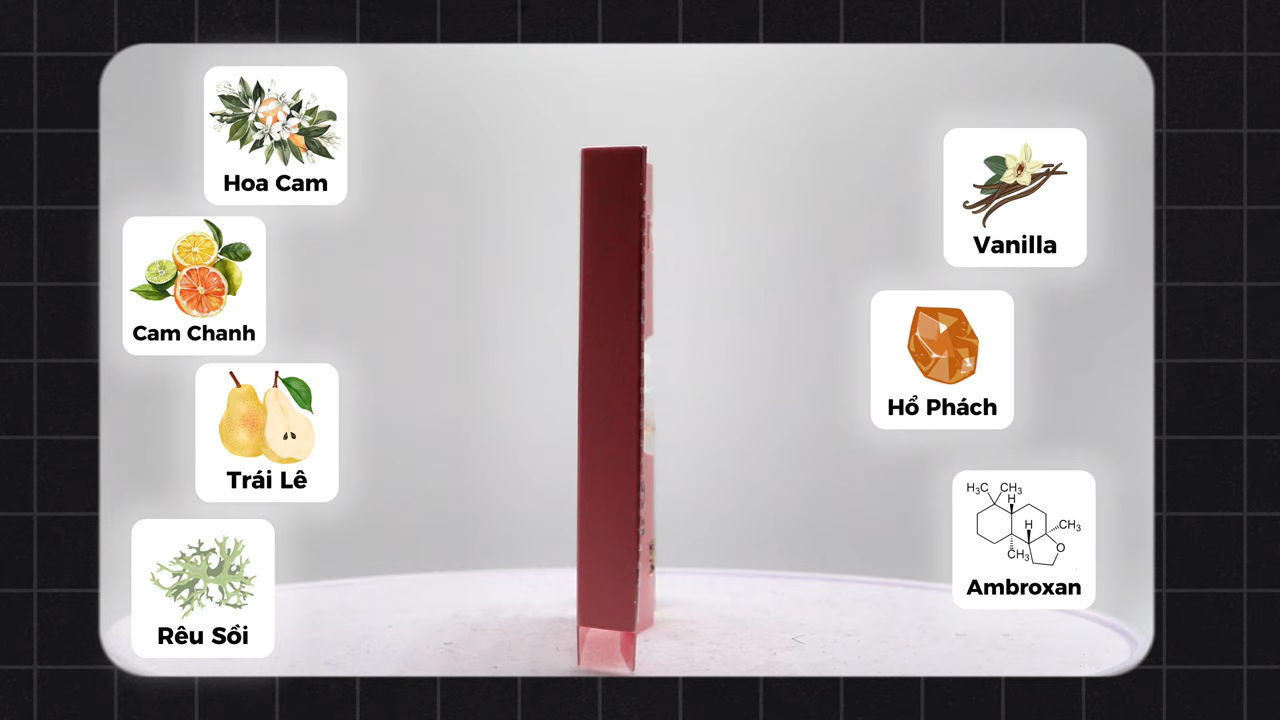 Hoa Cam
Cam Chanh
Trái Lê
Rêu Sồi
Vanilla
Hổ Phách
H₃C CH₃
H
H
CH₃
CH₃
O
Ambroxan